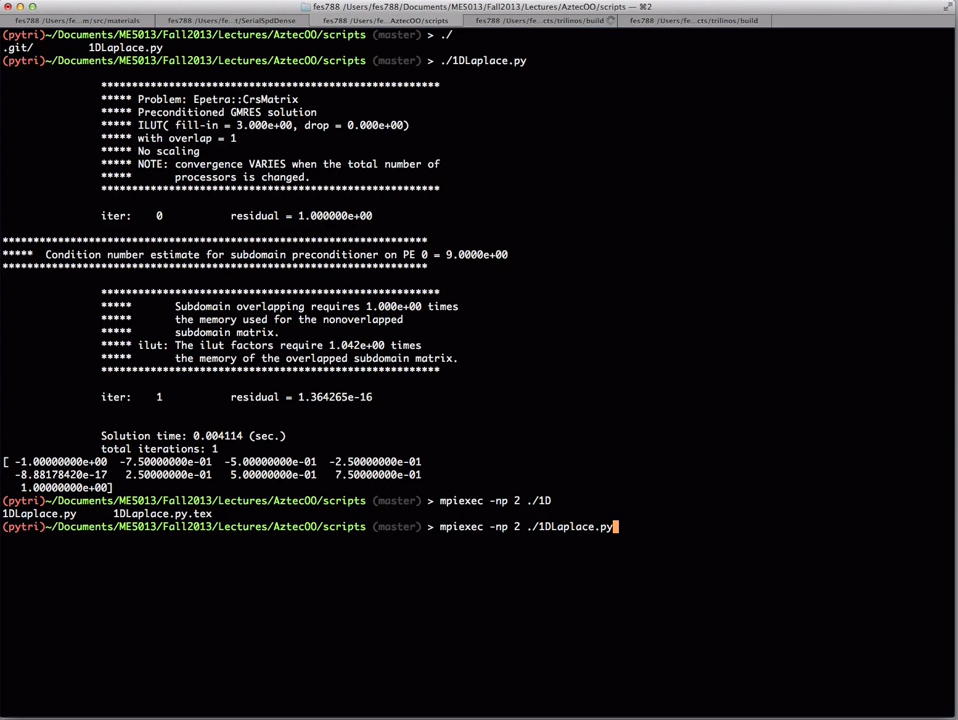 fes788 /Users/fes788/Documents/ME5013/Fall2013/Lectures/AztecOO/scripts — ⌘2
fes788 /Users/fe...m/src/materials
fes788 /Users/fe...t/SerialSpdDense
fes788 /Users/fe...AztecOO/scripts
fes788 /Users/fe...cts/trilinos/build
fes788 /Users/fe...cts/trilinos/build
(pytri)~/Documents/ME5013/Fall2013/Lectures/AztecOO/scripts (master) > ./
.git/ 1DLaplace.py
(pytri)~/Documents/ME5013/Fall2013/Lectures/AztecOO/scripts (master) > ./1DLaplace.py
*******************************************************
***** Problem: Epetra::CrsMatrix
***** Preconditioned GMRES solution
***** ILUT( fill-in = 3.000e+00, drop = 0.000e+00)
***** with overlap = 1
***** No scaling
***** NOTE: convergence VARIES when the total number of
***** processors is changed.
*******************************************************
iter: 0 residual = 1.000000e+00
*********************************************************************
***** Condition number estimate for subdomain preconditioner on PE 0 = 9.0000e+00
*********************************************************************
*******************************************************
***** Subdomain overlapping requires 1.000e+00 times
***** the memory used for the nonoverlapped
***** subdomain matrix.
***** ilut: The ilut factors require 1.042e+00 times
***** the memory of the overlapped subdomain matrix.
*******************************************************
iter: 1 residual = 1.364265e-16
Solution time: 0.004114 (sec.)
total iterations: 1
[ -1.00000000e+00 -7.50000000e-01 -5.00000000e-01 -2.50000000e-01
-8.88178420e-17 2.50000000e-01 5.00000000e-01 7.50000000e-01
1.00000000e+00]
(pytri)~/Documents/ME5013/Fall2013/Lectures/AztecOO/scripts (master) > mpiexec -np 2 ./1D
1DLaplace.py 1DLaplace.py.tex
(pytri)~/Documents/ME5013/Fall2013/Lectures/AztecOO/scripts (master) > mpiexec -np 2 ./1DLaplace.py